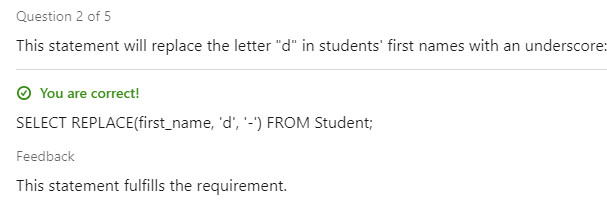 Question 2 of 5
This statement will replace the letter "d" in students' first names with an underscore:
You are correct!
SELECT REPLACE(first_name, 'd', '-') FROM Student;
Feedback
This statement fulfills the requirement.